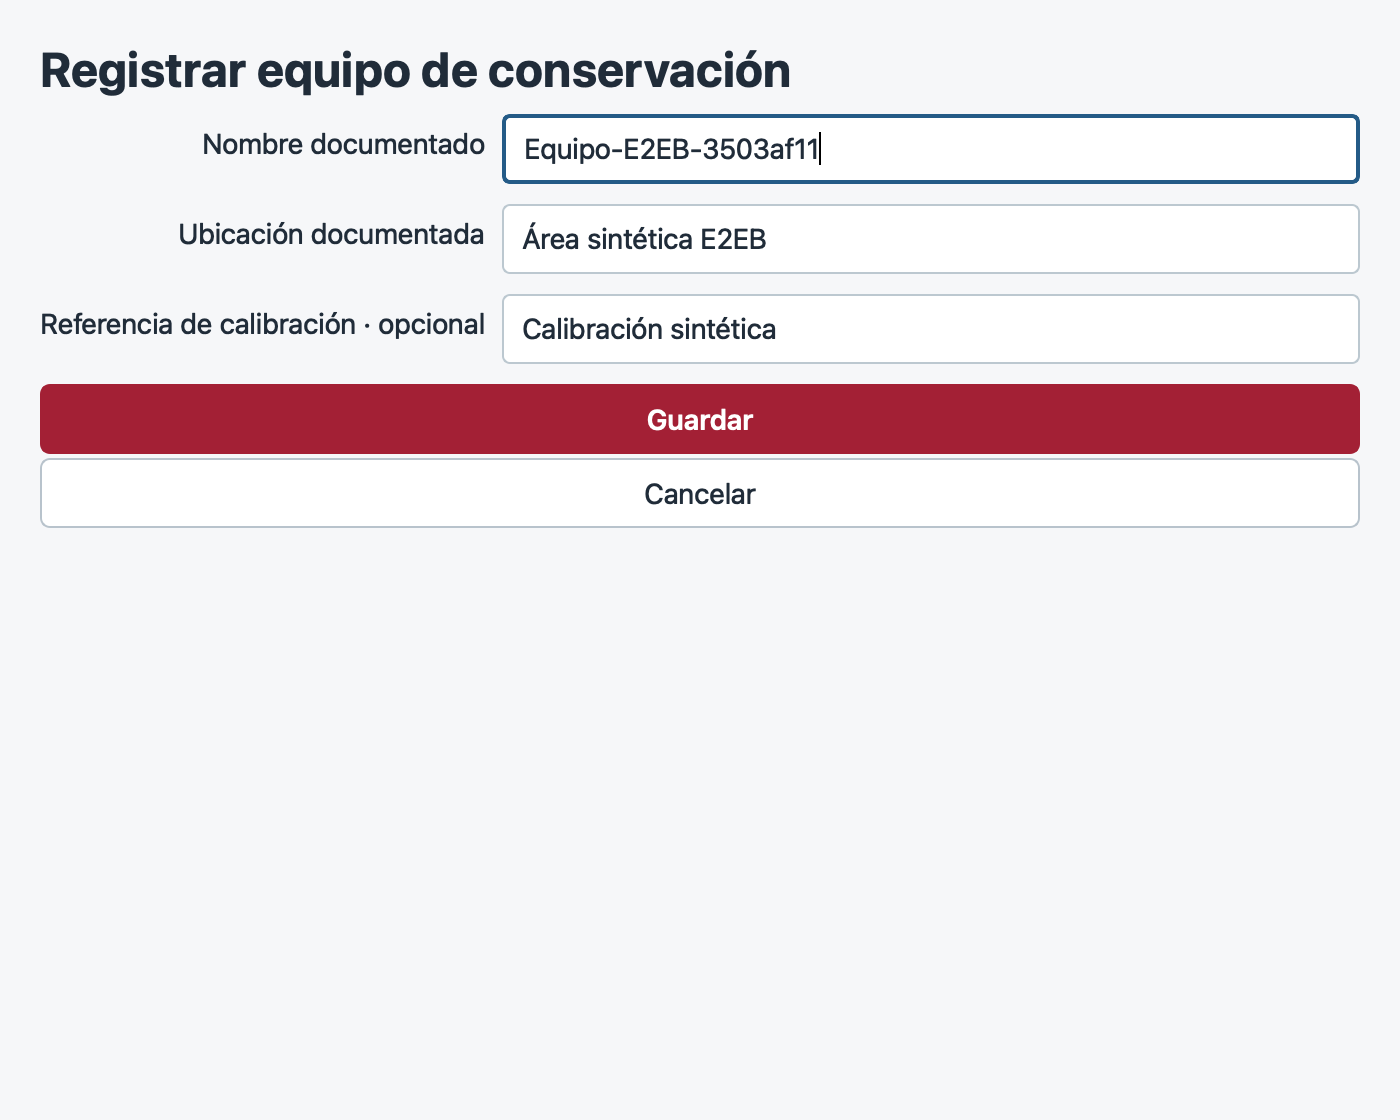 Registrar equipo de conservación
Nombre documentado Equipo-E2EB-3503af11
Ubicación documentada Área sintética E2EB
Referencia de calibración · opcional Calibración sintética
Guardar
Cancelar